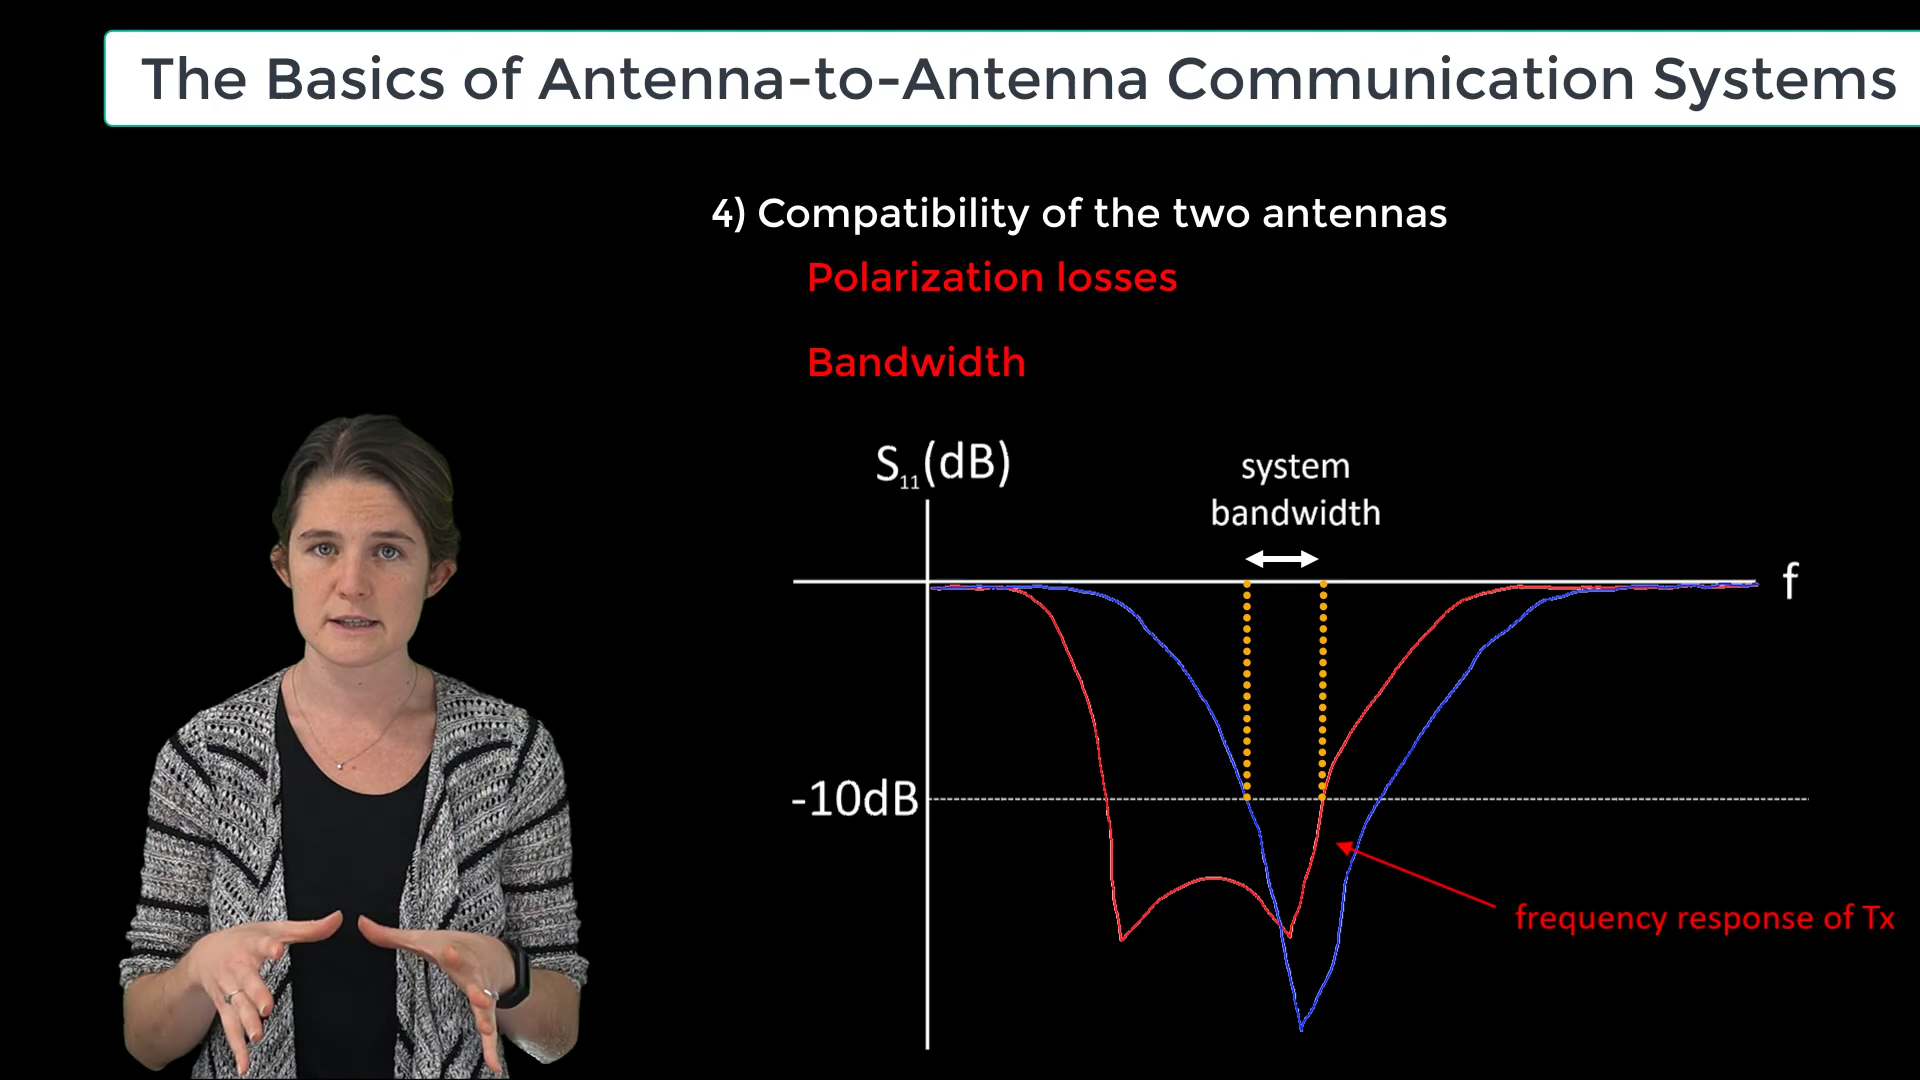 The Basics of Antenna-to-Antenna Communication Systems
4) Compatibility of the two antennas
Polarization losses
Bandwidth
S₁₁(dB)
system
bandwidth
f
-10dB
frequency response of Tx